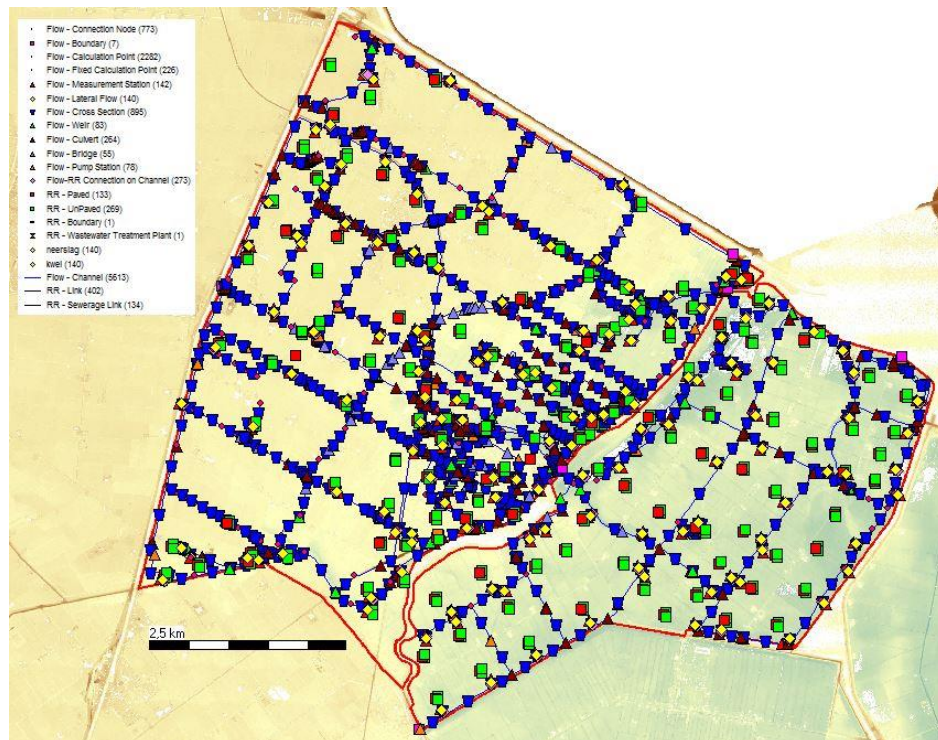 Flow - Connection Node (773)
Flow - Boundary (7)
Flow - Calculation Point (2282)
Flow - Fixed Calculation Point (226)
Flow - Measurement Station (142)
Flow - Lateral Flow (140)
Flow - Cross Section (895)
Flow - Weir (83)
Flow - Culvert (264)
Flow - Bridge (55)
Flow - Pump Station (78)
Flow-RR Connection on Channel (273)
RR - Paved (133)
RR - UnPaved (269)
RR - Boundary (1)
RR - Wastewater Treatment Plant (1)
neerslag (140)
kwel (140)
Flow - Channel (5613)
RR - Link (402)
RR - Sewerage Link (134)
2,5 km